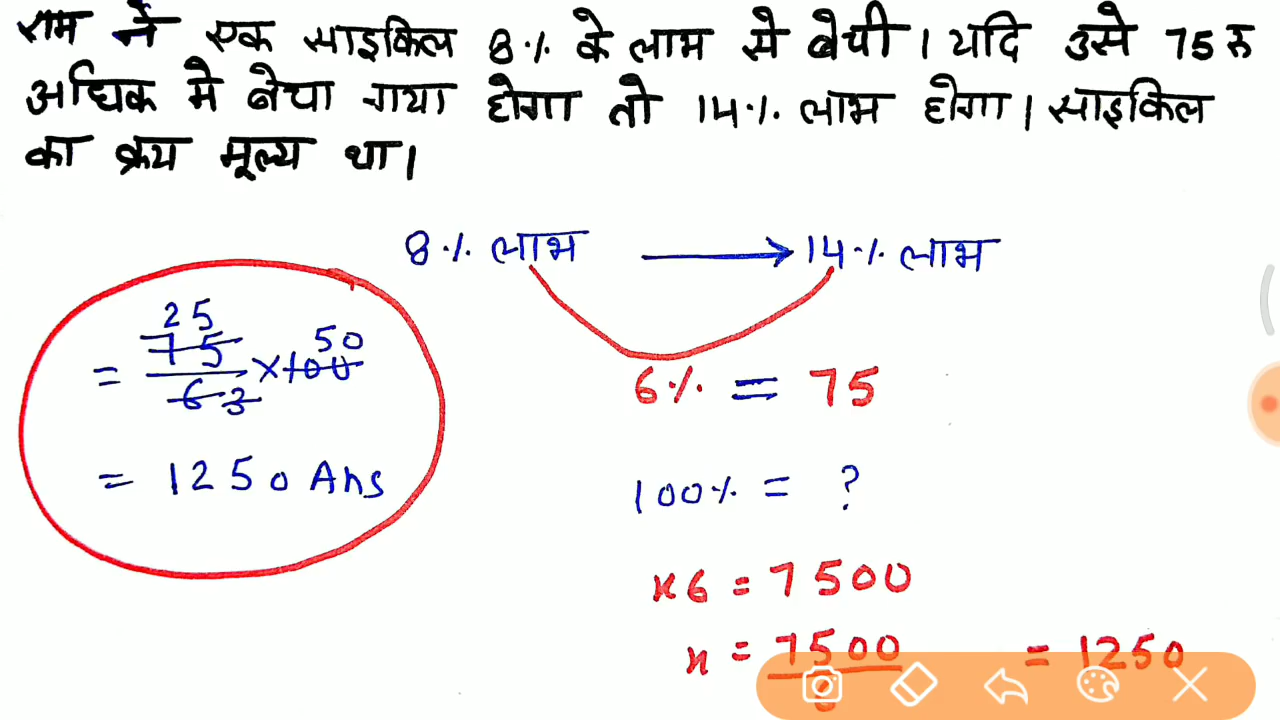 राम ने एक साइकिल 8% के लाभ से बेची । यदि उसे 75 रु
अधिक मे बेचा गया होगा तो 14% लाभ होगा । साइकिल
का क्रय मूल्य था ।
8% लाभ → 14% लाभ
25
= 75/63 × 100 50
= 1250 Ans
6% = 75
100% = ?
x6 = 7500
x = 7500 = 1250